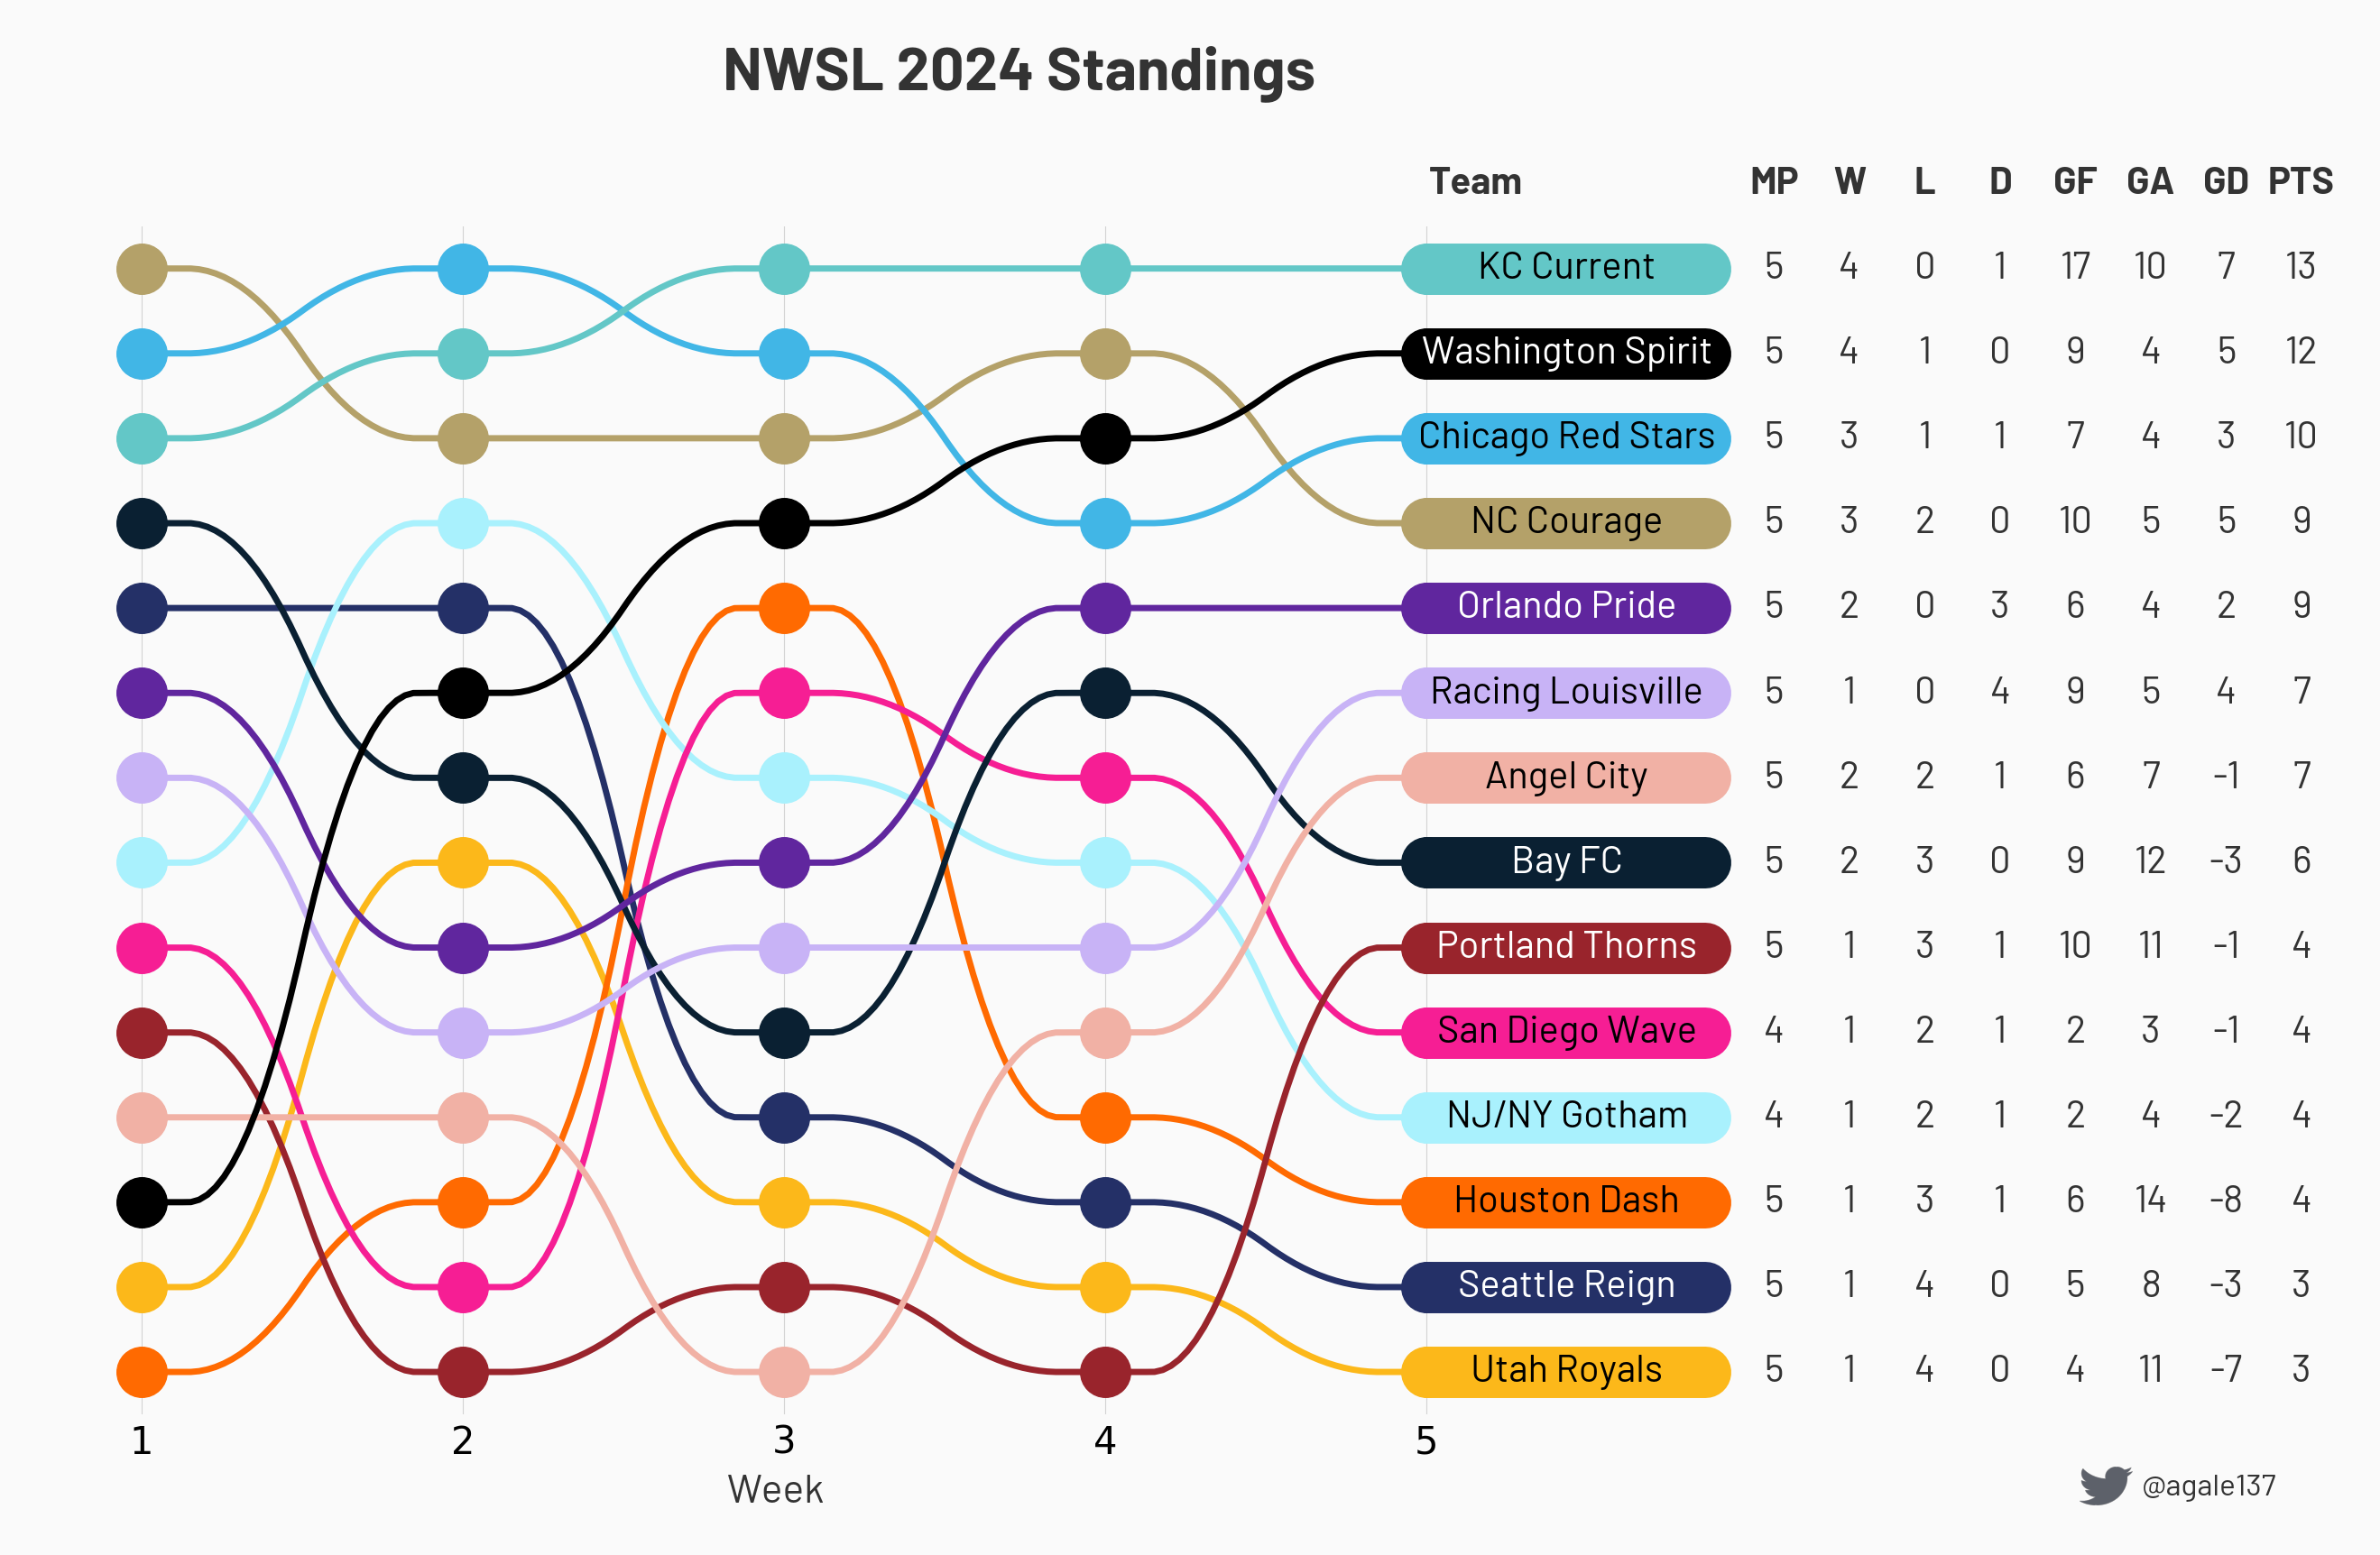 NWSL 2024 Standings
Team MP W L D GF GA GD PTS
KC Current 5 4 0 1 17 10 7 13
Washington Spirit 5 4 1 0 9 4 5 12
Chicago Red Stars 5 3 1 1 7 4 3 10
NC Courage 5 3 2 0 10 5 5 9
Orlando Pride 5 2 0 3 6 4 2 9
Racing Louisville 5 1 0 4 9 5 4 7
Angel City 5 2 2 1 6 7 -1 7
Bay FC 5 2 3 0 9 12 -3 6
Portland Thorns 5 1 3 1 10 11 -1 4
San Diego Wave 4 1 2 1 2 3 -1 4
NJ/NY Gotham 4 1 2 1 2 4 -2 4
Houston Dash 5 1 3 1 6 14 -8 4
Seattle Reign 5 1 4 0 5 8 -3 3
Utah Royals 5 1 4 0 4 11 -7 3
1 2 3 4 5
Week
@agale137